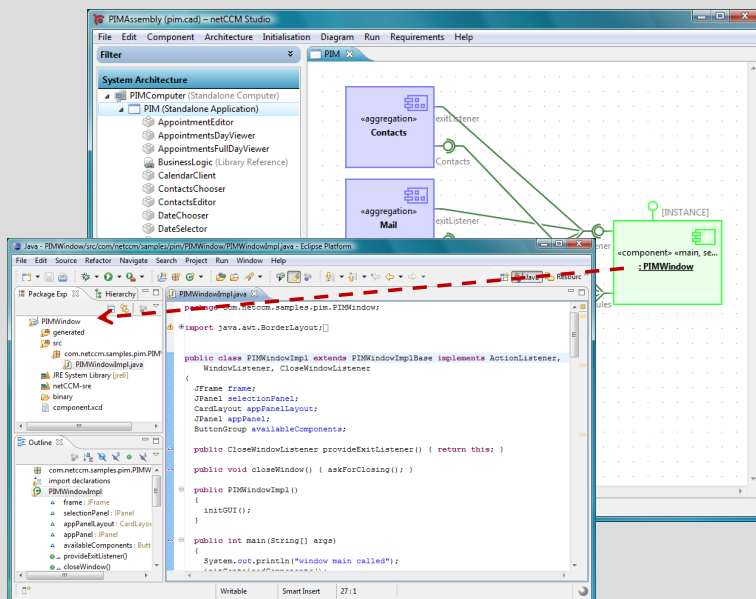 PIMAssembly (pim.cad) – netCCM Studio
File Edit Component Architecture Initialisation Diagram Run Requirements Help
Filter
PIM
System Architecture
PIMComputer (Standalone Computer)
PIM (Standalone Application)
AppointmentEditor
AppointmentsDayViewer
AppointmentsFullDayViewer
BusinessLogic (Library Reference)
CalendarClient
ContactsChooser
ContactsEditor
DateChooser
DateSelector
«aggregation»
Contacts
exitListener
Contacts
«aggregation»
Mail
exitListener
[INSTANCE]
«component» «main, se...
: PIMWindow
Java - PIMWindow/src/com/netccm/samples/pim/PIMWindow/PIMWindowImpl.java - Eclipse Platform
File Edit Source Refactor Navigate Search Project Run Window Help
Java
Resourc
Package Exp
Hierarchy
PIMWindowImpl.java
PIMWindow
generated
src
com.netccm.samples.pim.PIM
PIMWindowImpl.java
JRE System Library [jre6]
netCCM-sre
binary
component.xcd
package com.netccm.samples.pim.PIMWindow;
import java.awt.BorderLayout;
public class PIMWindowImpl extends PIMWindowImplBase implements ActionListener,
WindowListener, CloseWindowListener
{
JFrame frame;
JPanel selectionPanel;
CardLayout appPanelLayout;
JPanel appPanel;
ButtonGroup availableComponents;
public CloseWindowListener provideExitListener() { return this; }
public void closeWindow() { askForClosing(); }
public PIMWindowImpl()
{
initGUI();
}
public int main(String[] args)
{
System.out.println("window main called");
Outline
com.netccm.samples.pim.PIMW
import declarations
PIMWindowImpl
frame : JFrame
selectionPanel : JPanel
appPanelLayout : CardLayou
appPanel : JPanel
availableComponents : Butt
provideExitListener()
closeWindow()
Writable
Smart Insert
27 : 1